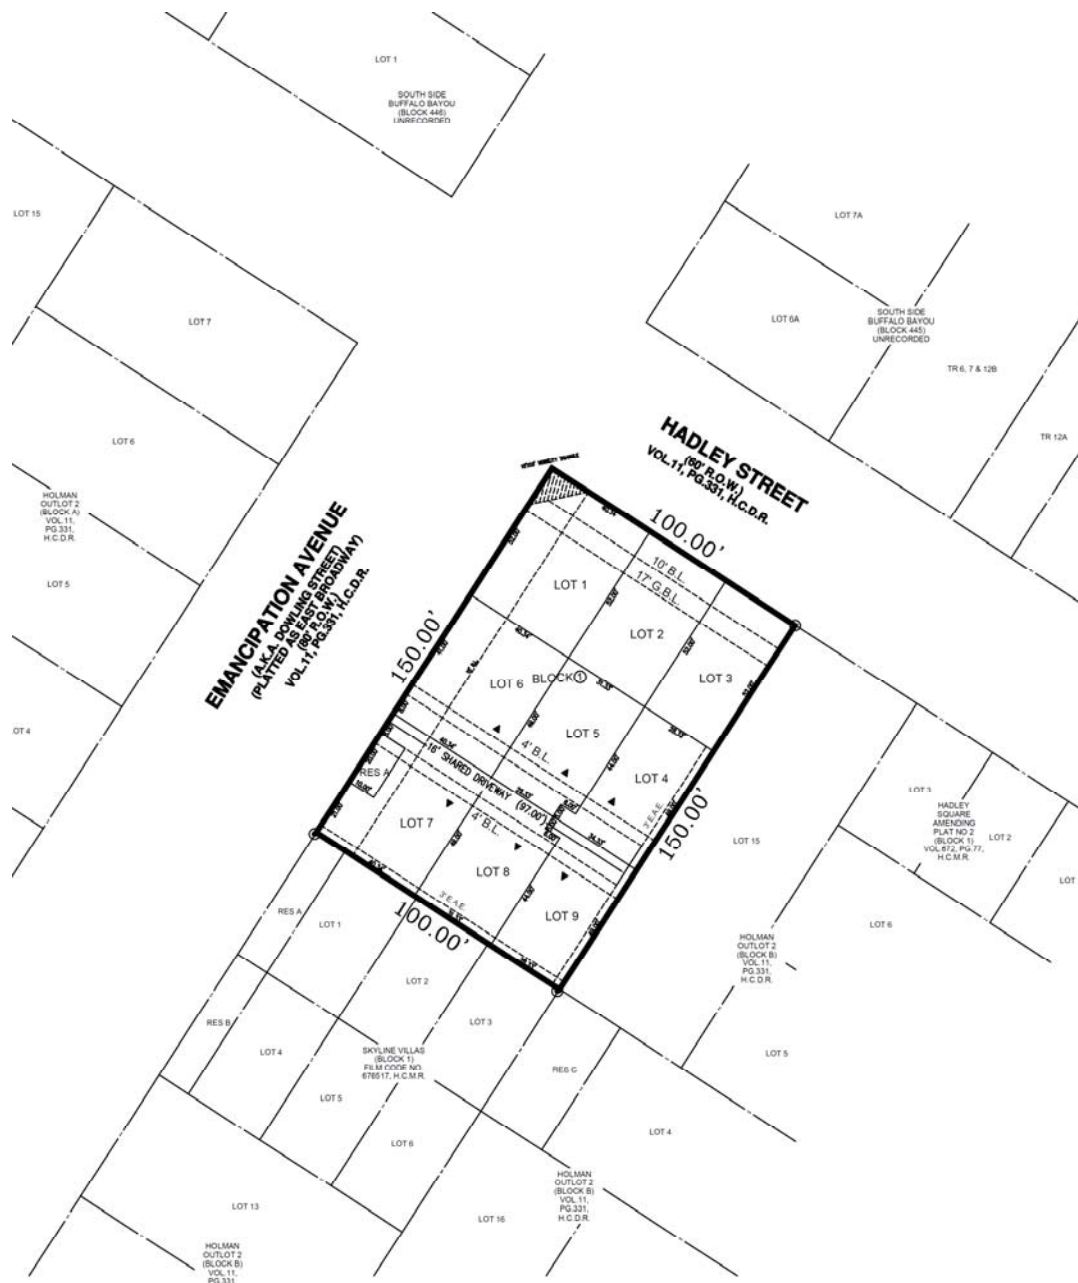 LOT 1
SOUTH SIDE
BUFFALO BAYOU
(BLOCK 446)
UNRECORDED
LOT 15
LOT 7
LOT 7A
LOT 6A
SOUTH SIDE
BUFFALO BAYOU
(BLOCK 445)
UNRECORDED
TR 6, 7 & 12B
TR 12A
LOT 6
HOLMAN
OUTLOT 2
(BLOCK A)
VOL.11,
PG.331,
H.C.D.R.
LOT 5
OT 4
HADLEY STREET
(60' R.O.W.)
VOL.11, PG.331, H.C.D.R.
EMANCIPATION AVENUE
(A.K.A. DOWLING STREET)
(PLATTED AS EAST BROADWAY)
(80' R.O.W.)
VOL.11, PG.331, H.C.D.R.
100.00'
150.00'
10' B.L.
17' G.B.L.
LOT 1
LOT 2
LOT 3
LOT 6
BLOCK 1
LOT 5
LOT 4
4' B.L.
16' SHARED DRIVEWAY (97.00')
RES A
10.00'
LOT 7
4' B.L.
LOT 8
LOT 9
3' E.A.E.
3' E.A.E.
150.00'
100.00'
LOT 15
LOT 3
HADLEY
SQUARE
AMENDING
PLAT NO 2
(BLOCK 1)
VOL.672, PG.77,
H.C.M.R.
LOT 2
LOT
LOT 6
HOLMAN
OUTLOT 2
(BLOCK B)
VOL.11,
PG.331,
H.C.D.R.
LOT 5
RES A
LOT 1
LOT 2
LOT 3
RES B
LOT 4
SKYLINE VILLAS
(BLOCK 1)
FILM CODE NO.
676517, H.C.M.R.
RES C
LOT 5
LOT 6
LOT 4
HOLMAN
OUTLOT 2
(BLOCK B)
VOL.11,
PG.331,
H.C.D.R.
LOT 13
LOT 16
HOLMAN
OUTLOT 2
(BLOCK B)
VOL.11,
PG.331